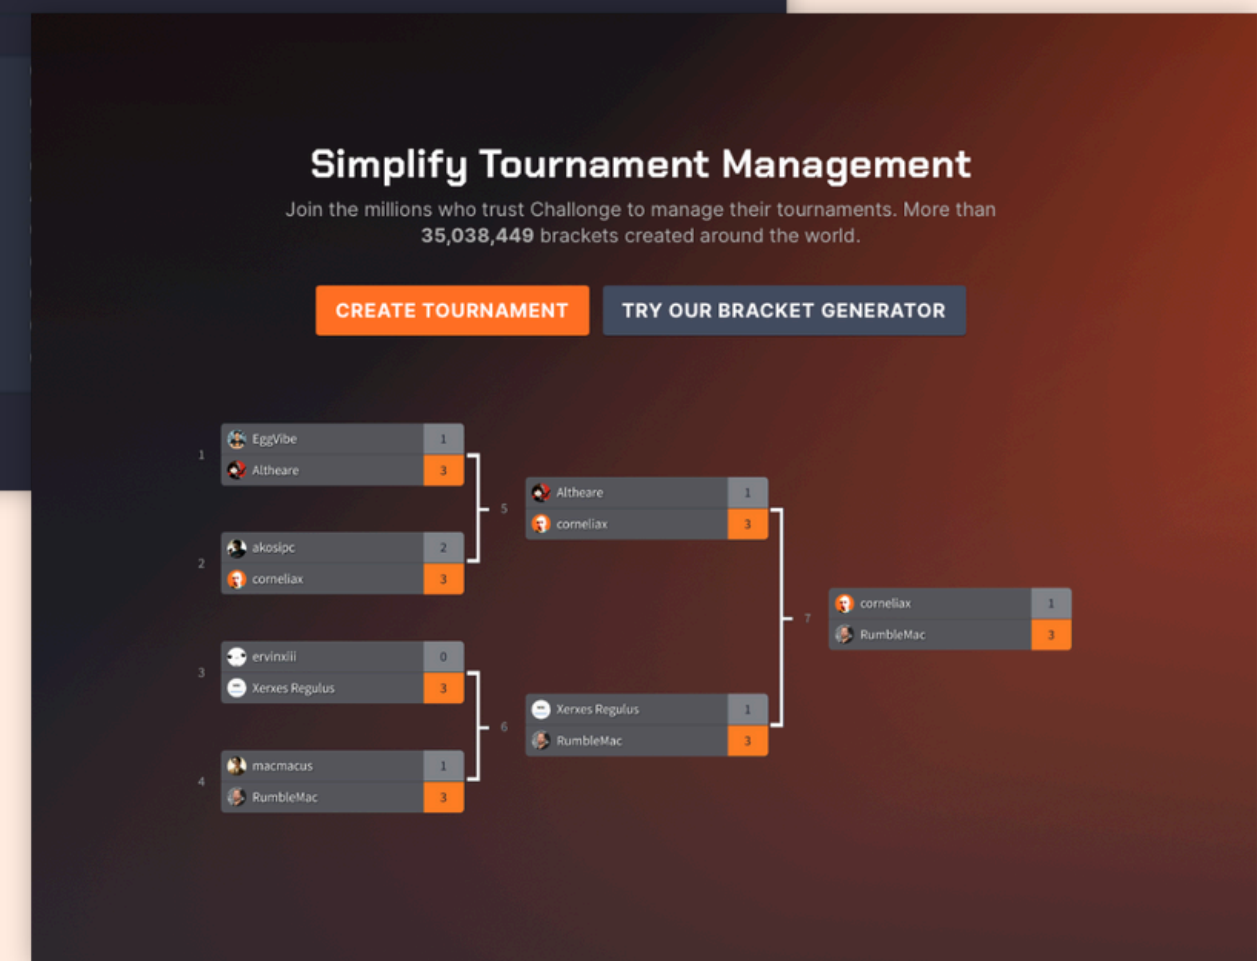 Simplify Tournament Management
Join the millions who trust Challonge to manage their tournaments. More than
35,038,449 brackets created around the world.
CREATE TOURNAMENT
TRY OUR BRACKET GENERATOR
1
EggVibe 1
Altheare 3
2
akosipc 2
corneliax 3
3
ervinxiii 0
Xerxes Regulus 3
4
macmacus 1
RumbleMac 3
5
Altheare 1
corneliax 3
6
Xerxes Regulus 1
RumbleMac 3
7
corneliax 1
RumbleMac 3